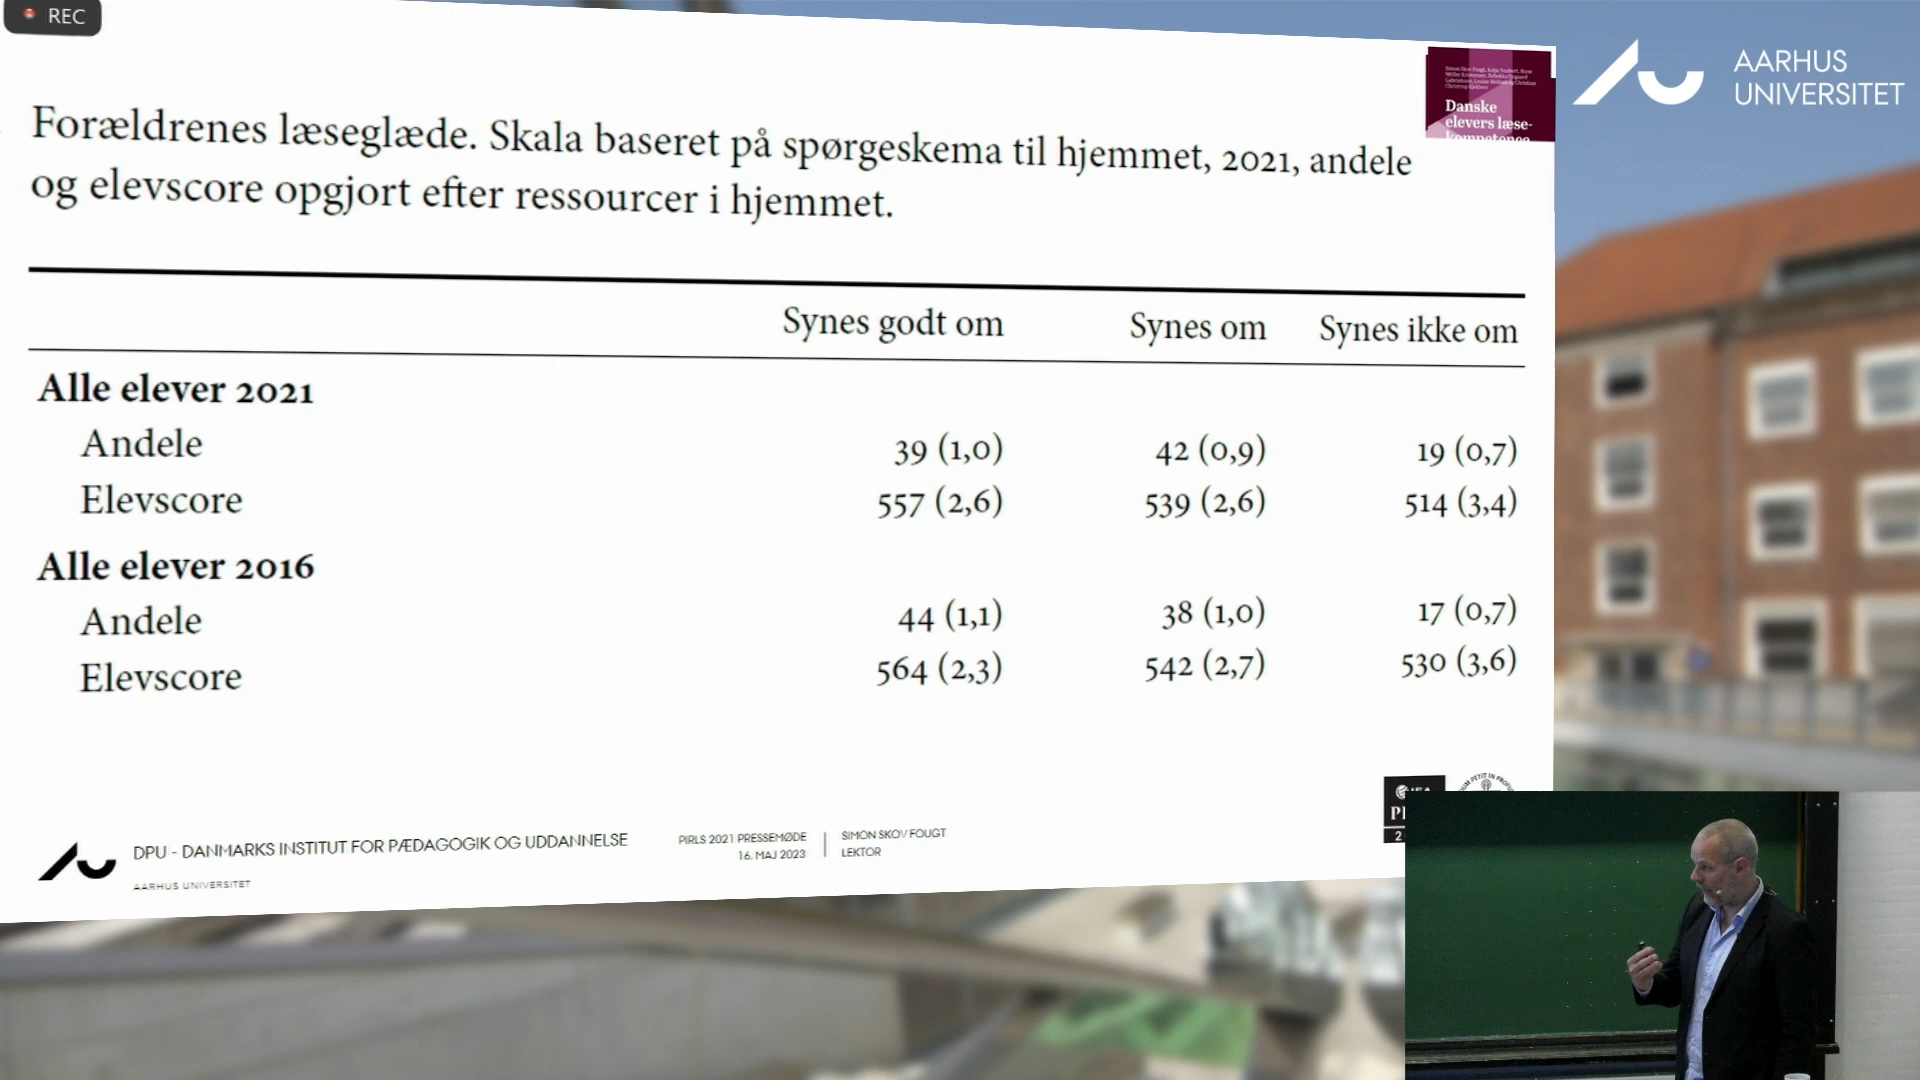 REC
AARHUS
UNIVERSITET
Danske
elevers læse-
kompetence
Forældrenes læseglæde. Skala baseret på spørgeskema til hjemmet, 2021, andele
og elevscore opgjort efter ressourcer i hjemmet.
Synes godt om Synes om Synes ikke om
Alle elever 2021
Andele 39 (1,0) 42 (0,9) 19 (0,7)
Elevscore 557 (2,6) 539 (2,6) 514 (3,4)
Alle elever 2016
Andele 44 (1,1) 38 (1,0) 17 (0,7)
Elevscore 564 (2,3) 542 (2,7) 530 (3,6)
DPU - DANMARKS INSTITUT FOR PÆDAGOGIK OG UDDANNELSE
AARHUS UNIVERSITET
PIRLS 2021 PRESSEMØDE
16. MAJ 2023
SIMON SKOV FOUGT
LEKTOR